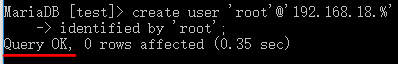 MariaDB [test]> create user 'root'@'192.168.18.%'
-> identified by 'root';
Query OK, 0 rows affected (0.35 sec)